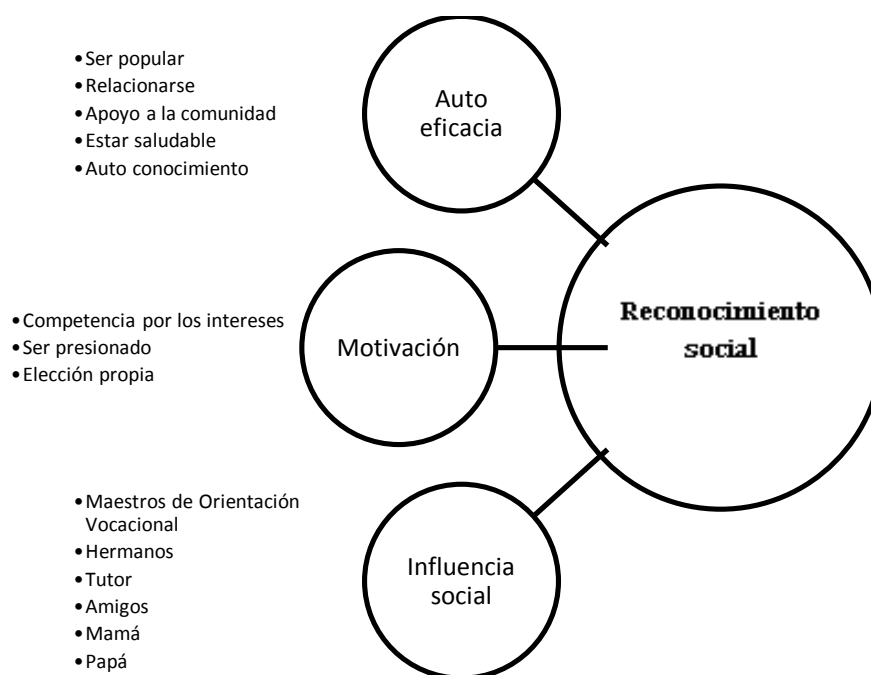 •Ser popular
•Relacionarse
•Apoyo a la comunidad
•Estar saludable
•Auto conocimiento
Auto
eficacia
•Competencia por los intereses
•Ser presionado
•Elección propia
Motivación
Reconocimiento
social
•Maestros de Orientación
Vocacional
•Hermanos
•Tutor
•Amigos
•Mamá
•Papá
Influencia
social